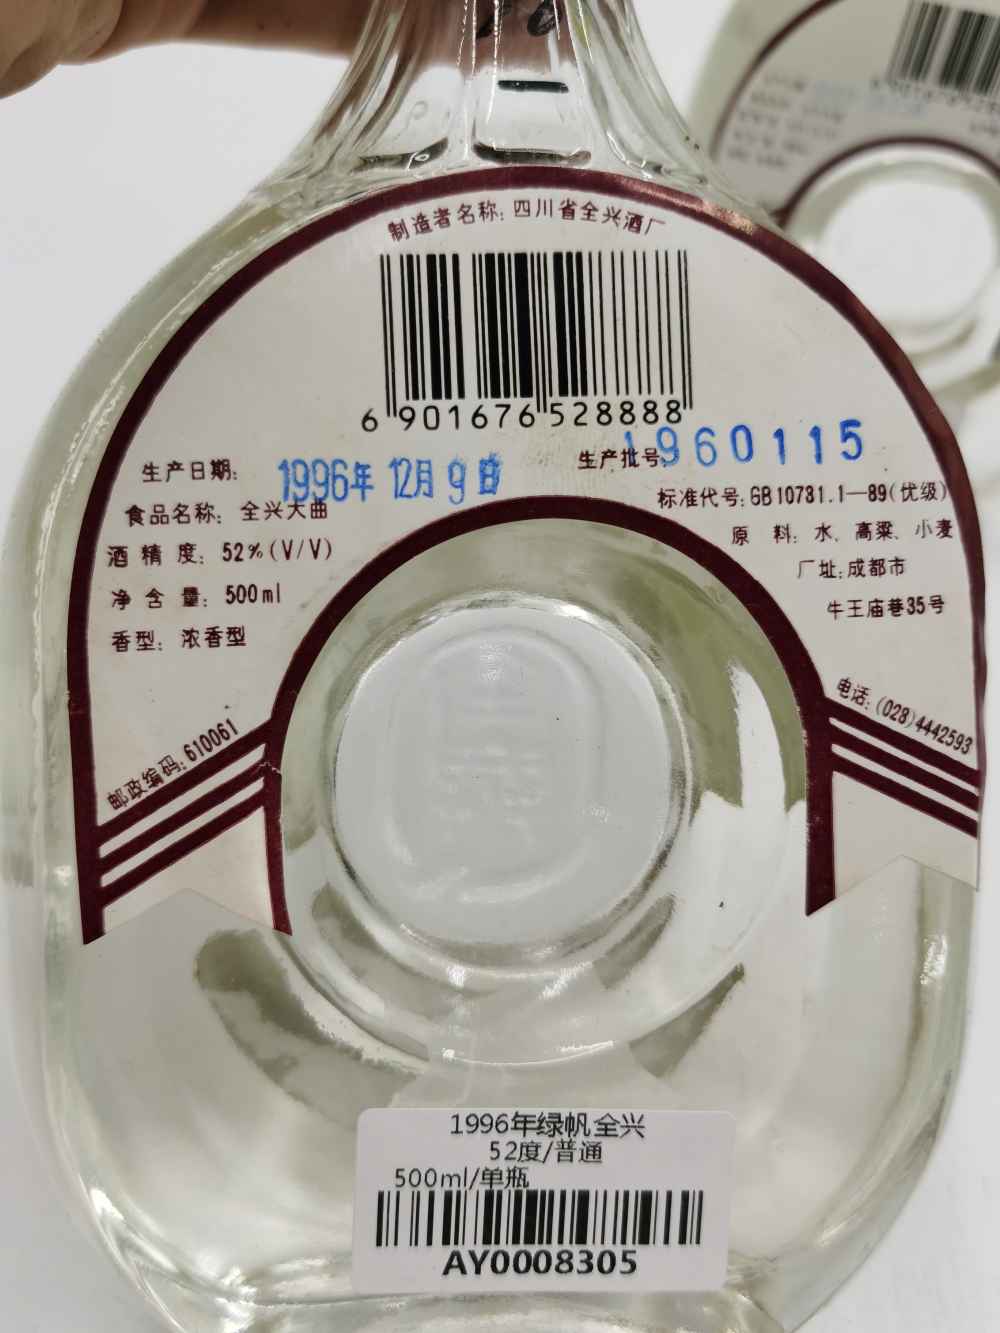 制造者名称:四川省全兴酒厂
6 901676 528888
生产日期: 1996年 12月 9日
生产批号: 1960115
食品名称: 全兴大曲
标准代号: GB10781.1—89(优级)
酒精度: 52%(V/V)
原料: 水、高粱、小麦
净含量: 500ml
厂址:成都市
牛王庙巷35号
香型: 浓香型
邮政编码:610061
电话:(028)4442593
1996年绿帆全兴
52度/普通
500ml/单瓶
AY0008305